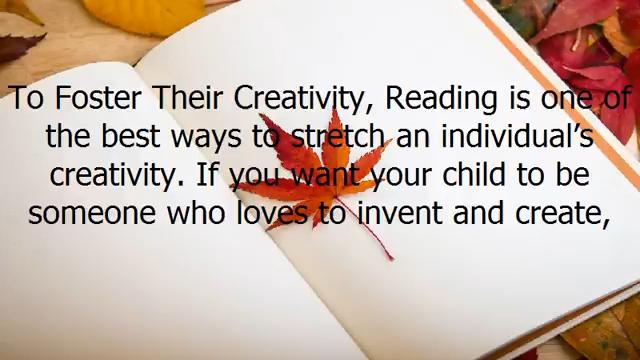 To Foster Their Creativity, Reading is one of
the best ways to stretch an individual’s
creativity. If you want your child to be
someone who loves to invent and create,